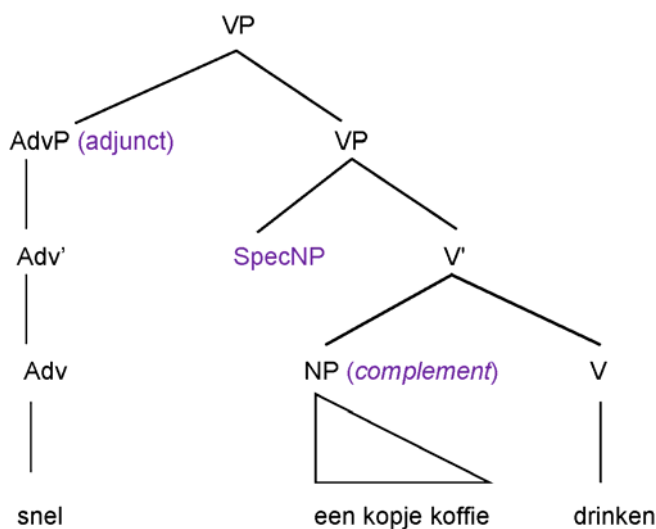 VP
AdvP (adjunct) VP
Adv' SpecNP V'
Adv NP (complement) V
snel een kopje koffie drinken